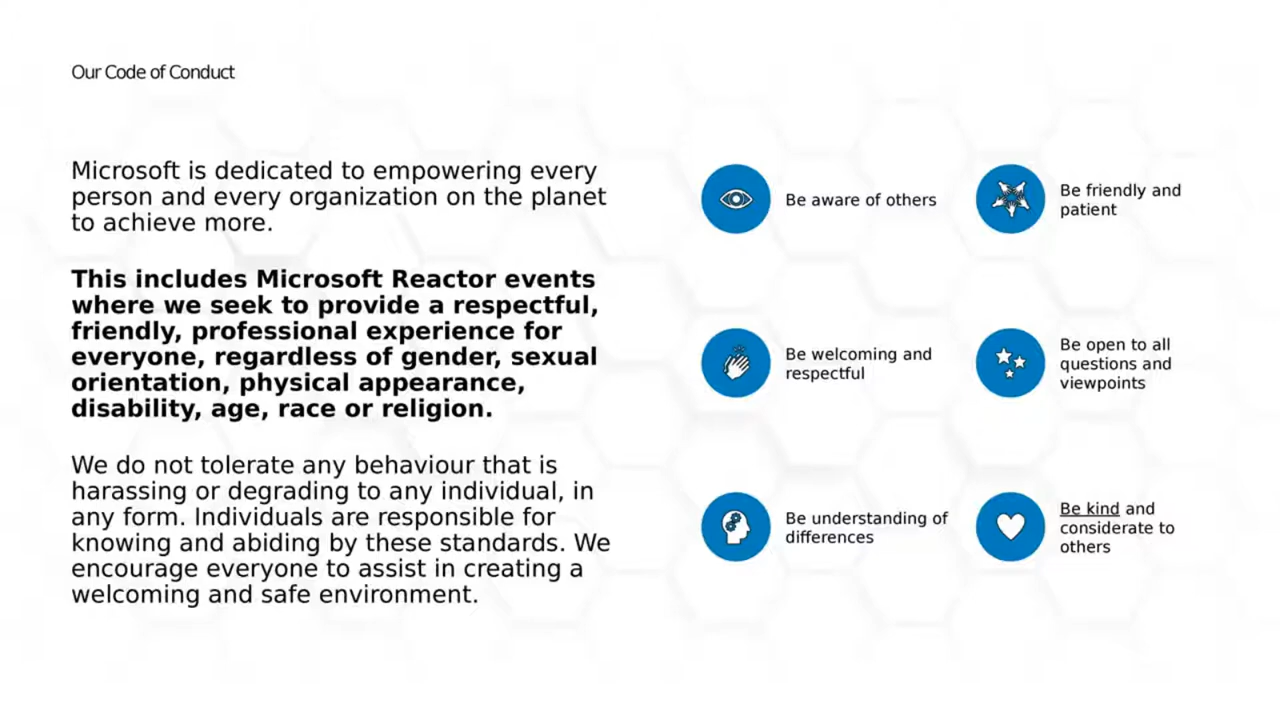 Our Code of Conduct
Microsoft is dedicated to empowering every
person and every organization on the planet
to achieve more.
This includes Microsoft Reactor events
where we seek to provide a respectful,
friendly, professional experience for
everyone, regardless of gender, sexual
orientation, physical appearance,
disability, age, race or religion.
We do not tolerate any behaviour that is
harassing or degrading to any individual, in
any form. Individuals are responsible for
knowing and abiding by these standards. We
encourage everyone to assist in creating a
welcoming and safe environment.
Be aware of others
Be friendly and
patient
Be welcoming and
respectful
Be open to all
questions and
viewpoints
Be understanding of
differences
Be kind and
considerate to
others